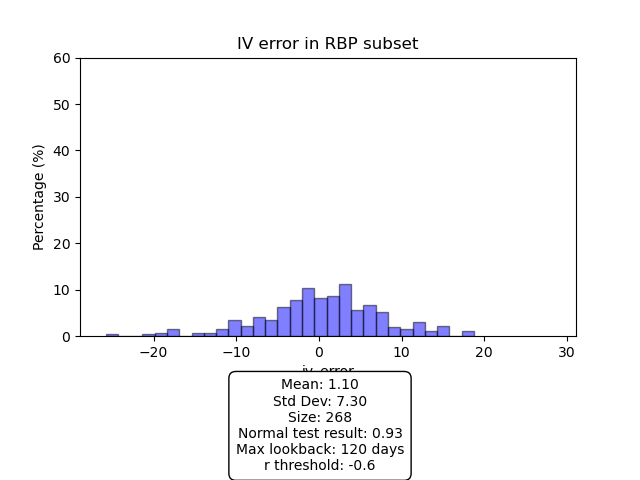 IV error in RBP subset
60
50
40
30
20
10
0
Percentage (%)
−20
−10
0
10
20
30
iv_error
Mean: 1.10
Std Dev: 7.30
Size: 268
Normal test result: 0.93
Max lookback: 120 days
r threshold: -0.6